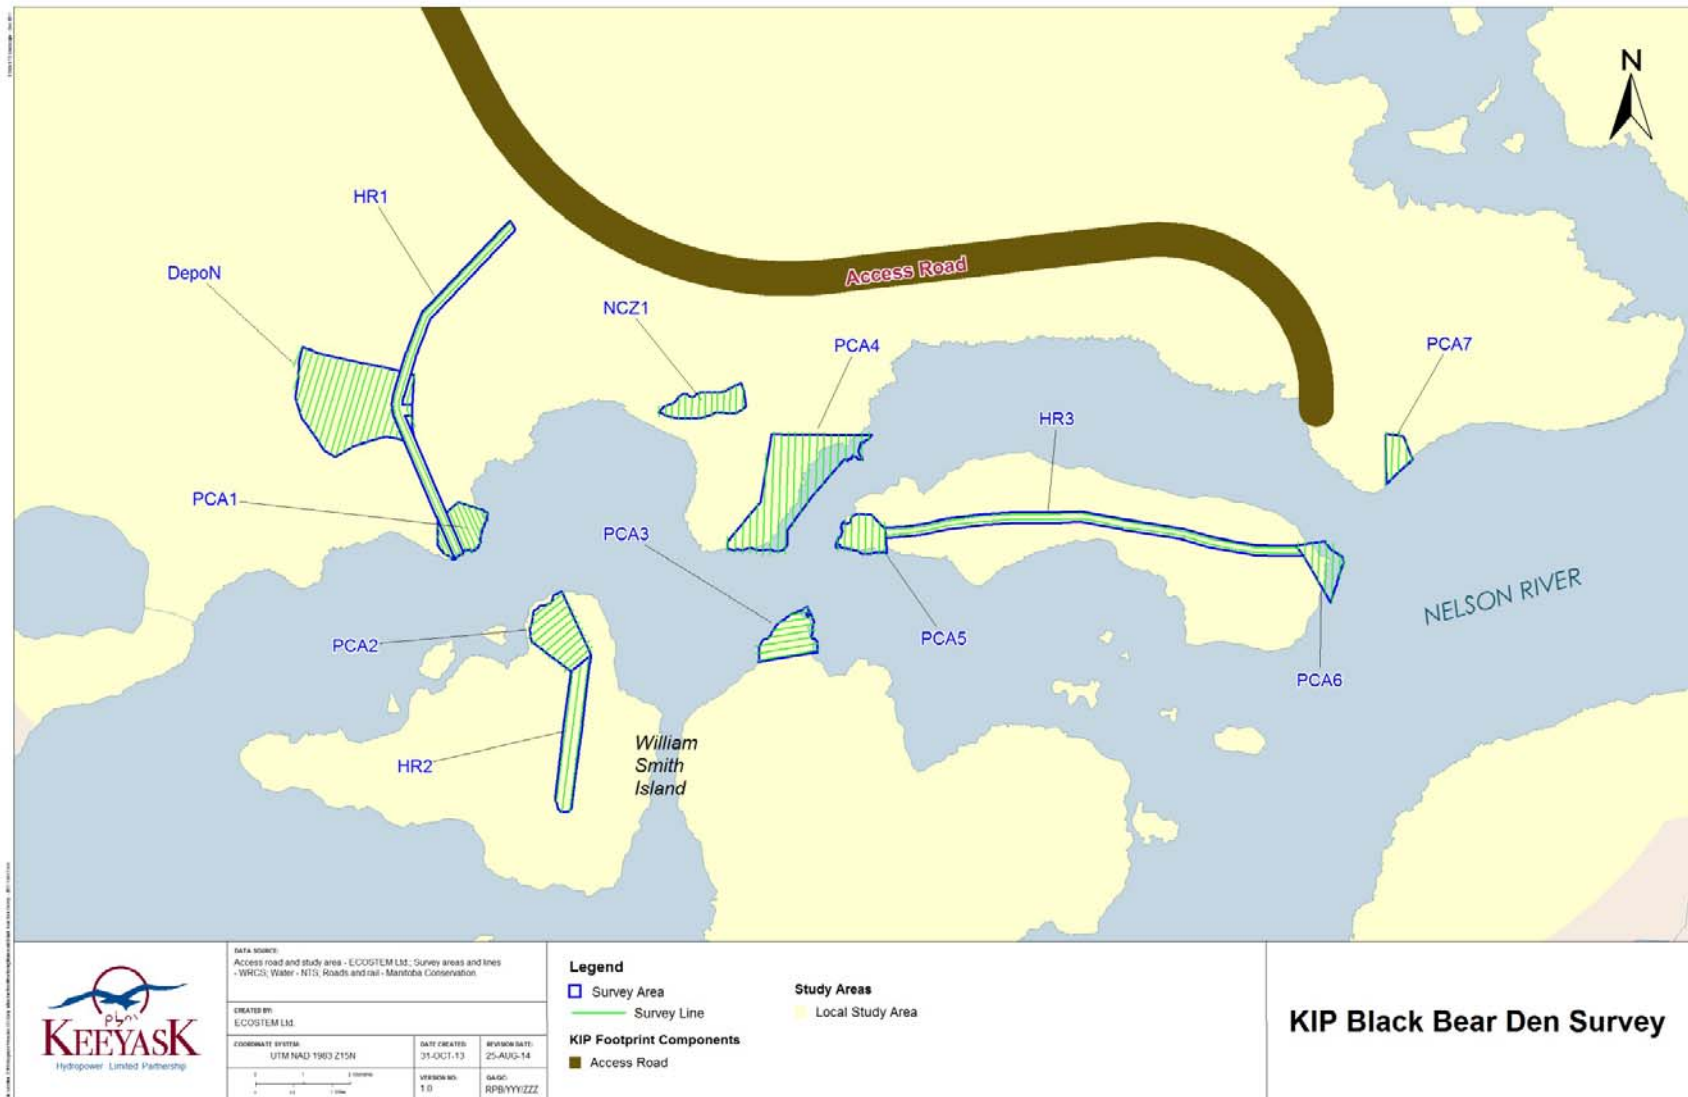 N
HR1
DepoN
Access Road
NCZ1
PCA4
PCA7
HR3
PCA1
PCA3
PCA2
PCA5
NELSON RIVER
PCA6
HR2
William
Smith
Island
KEEYASK
Hydropower Limited Partnership
DATA SOURCE:
Access road and study area - ECOSTEM Ltd.; Survey areas and lines
- WRCS; Water - NTS; Roads and rail - Manitoba Conservation.
CREATED BY:
ECOSTEM Ltd.
COORDINATE SYSTEM:
UTM NAD 1983 Z15N
DATE CREATED:
31-OCT-13
REVISION DATE:
25-AUG-14
VERSION NO:
1.0
QA/QC:
RPB/YYY/ZZZ
Legend
Survey Area
Survey Line
KIP Footprint Components
Access Road
Study Areas
Local Study Area
KIP Black Bear Den Survey